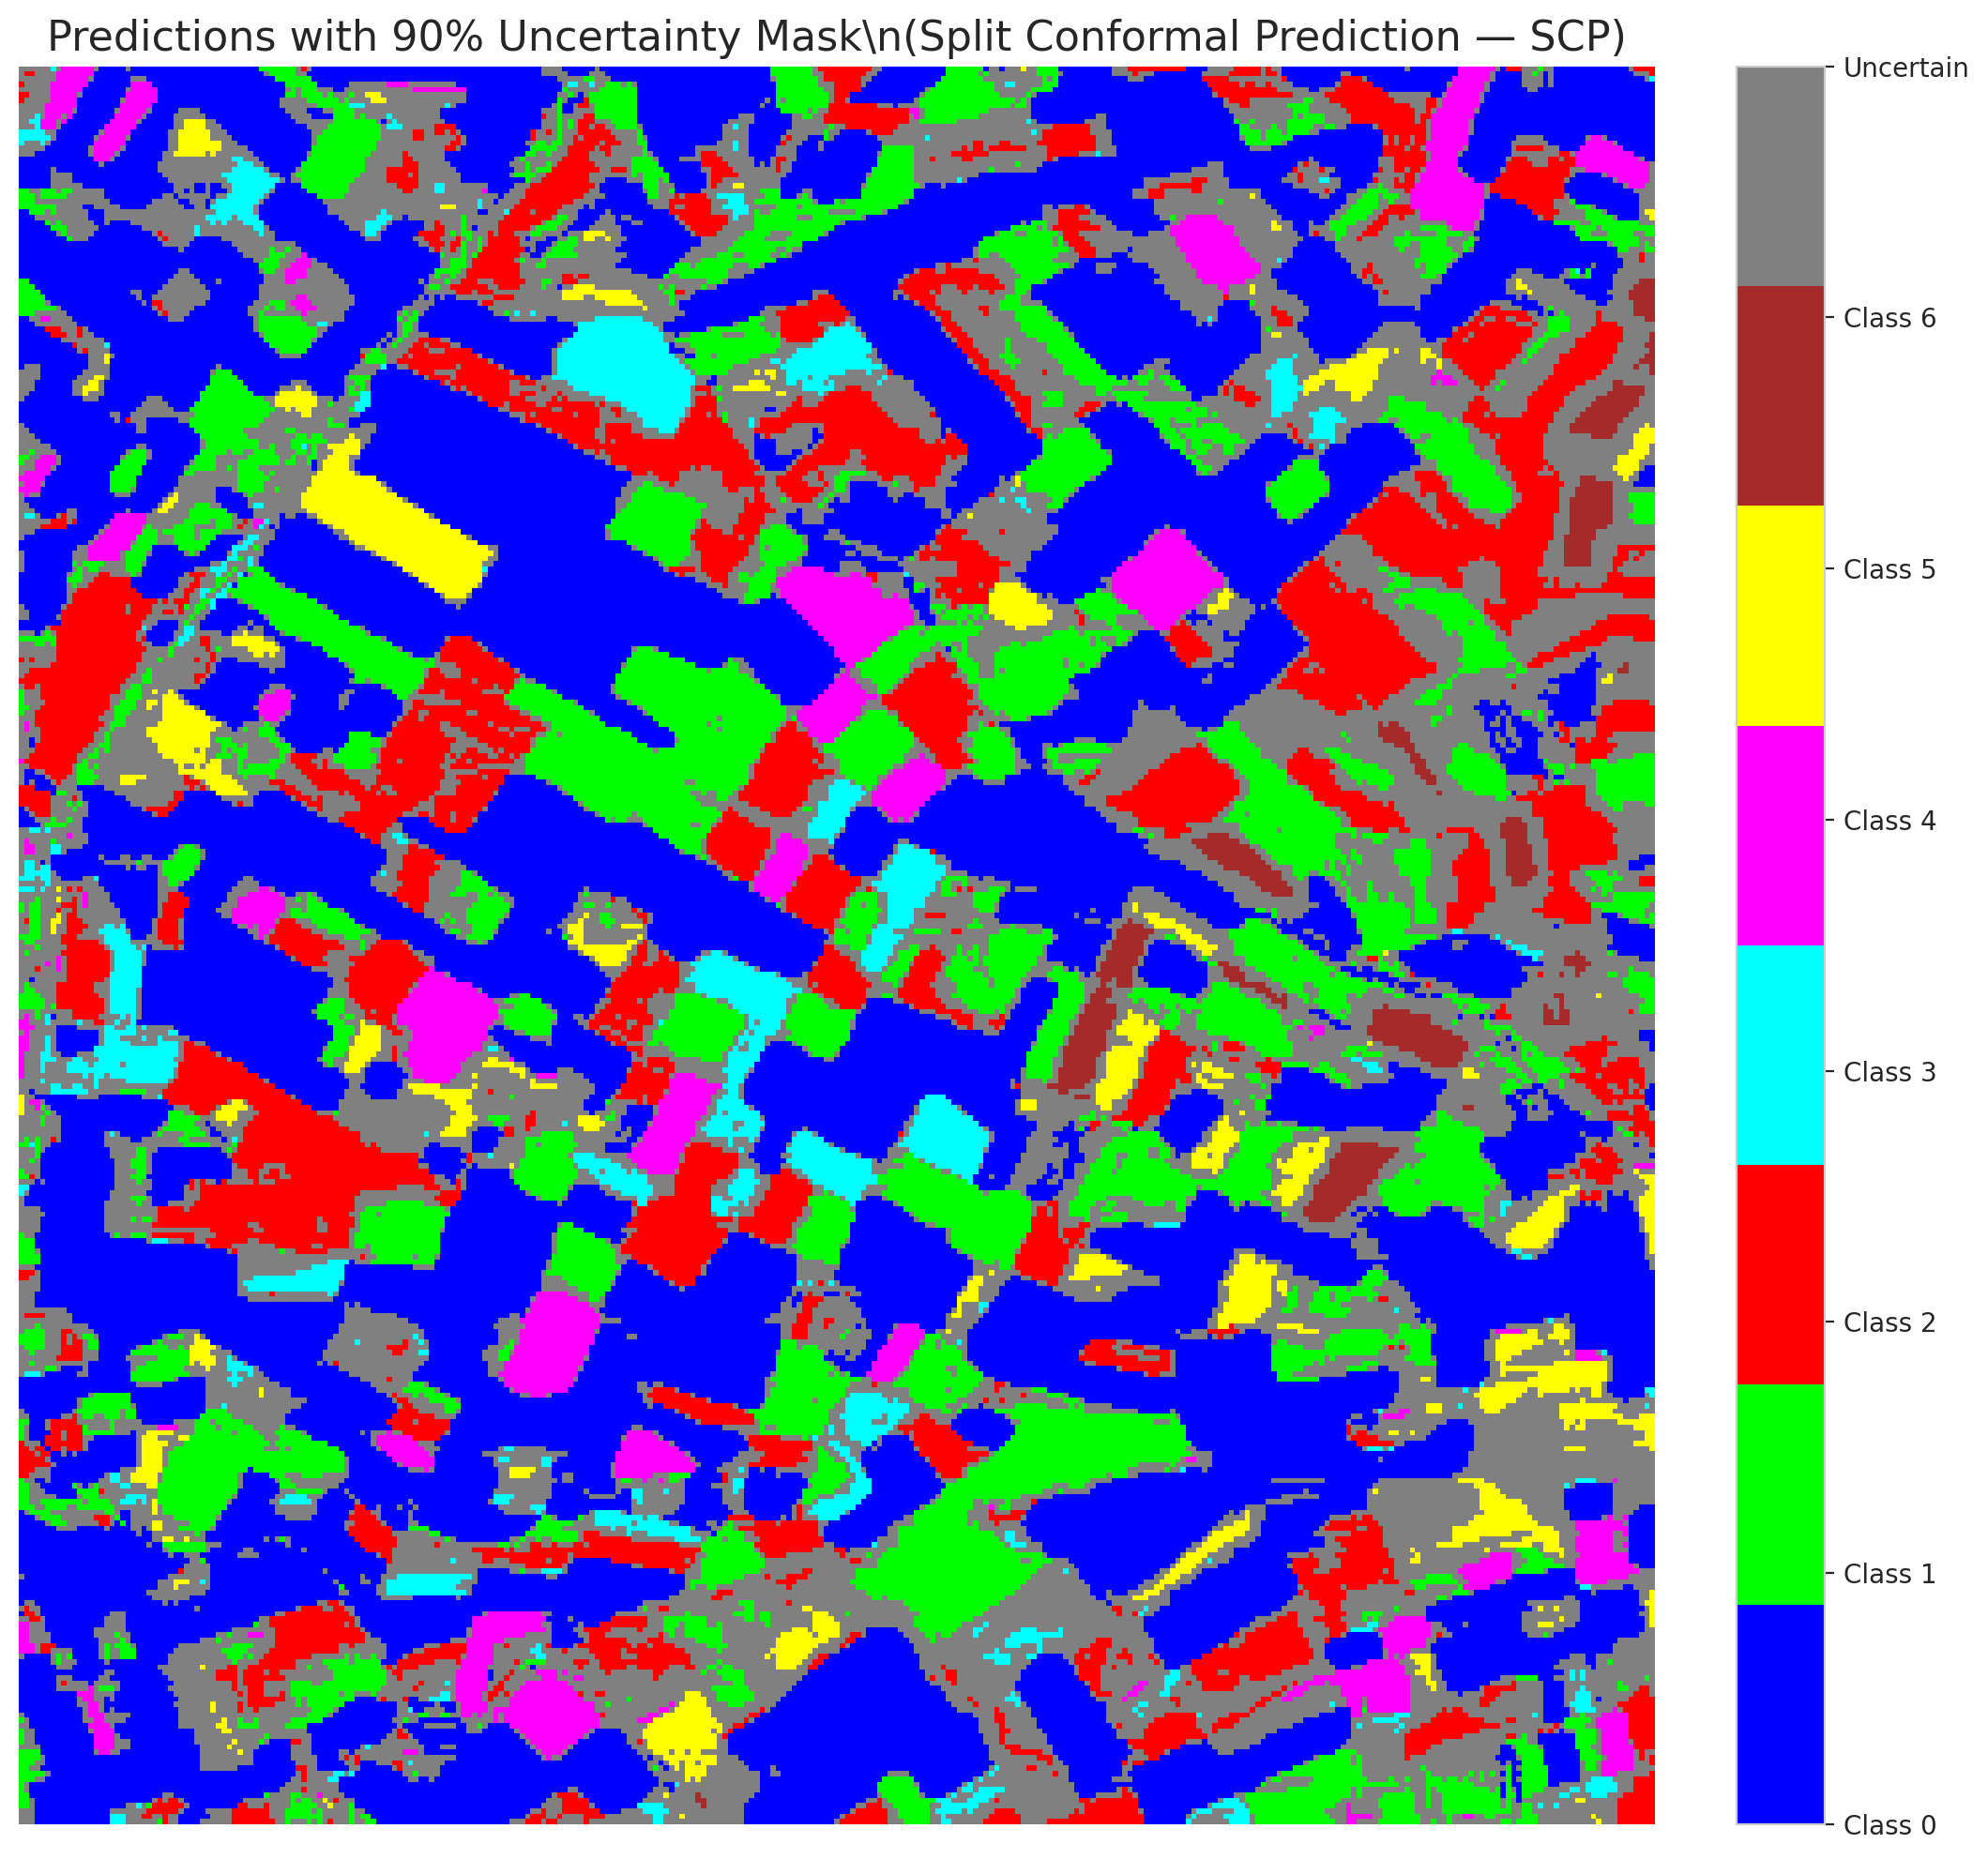 Predictions with 90% Uncertainty Mask\n(Split Conformal Prediction — SCP)
Uncertain
Class 6
Class 5
Class 4
Class 3
Class 2
Class 1
Class 0